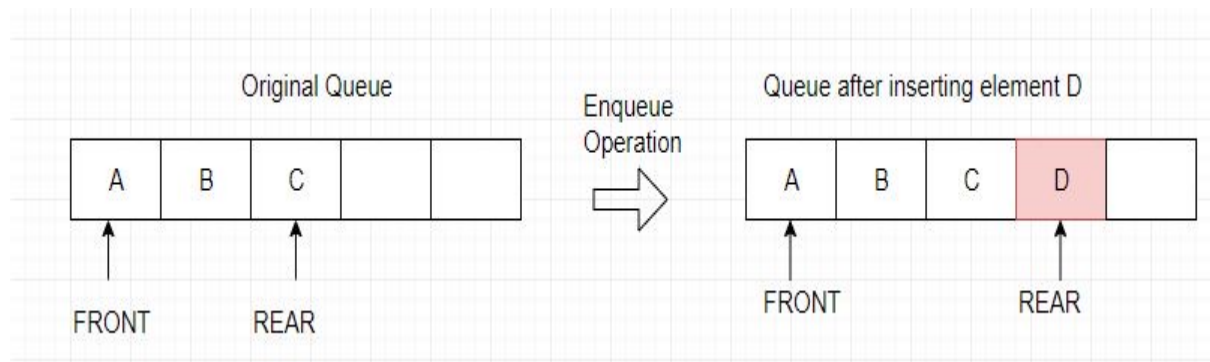 Original Queue
A B C
FRONT REAR
Enqueue
Operation
Queue after inserting element D
A B C D
FRONT REAR